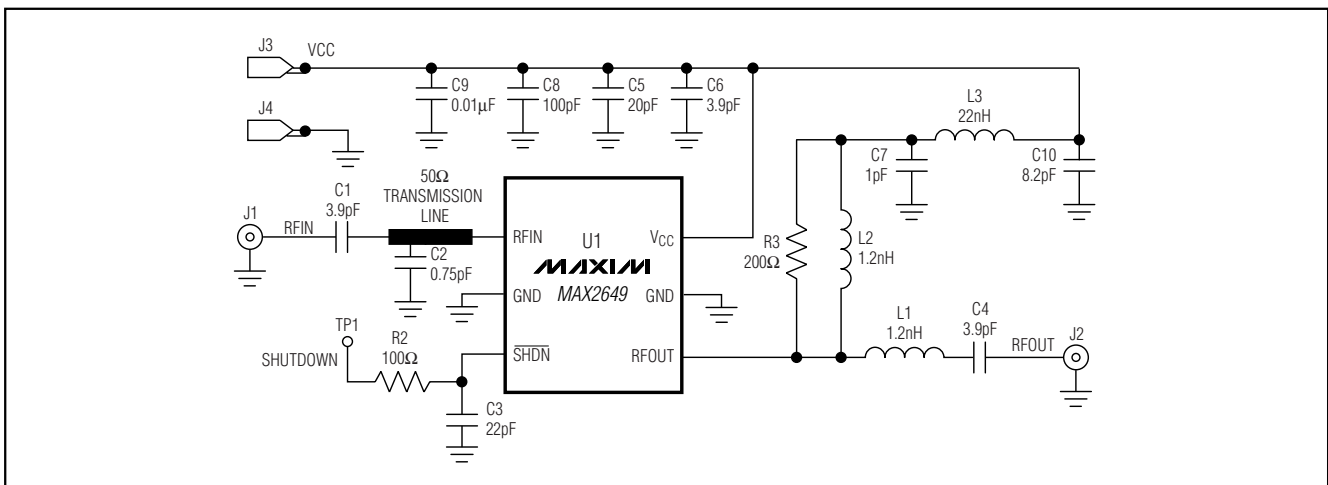 J3
VCC
C9
0.01μF
C8
100pF
C5
20pF
C6
3.9pF
L3
22nH
J4
C7
1pF
C10
8.2pF
50Ω
TRANSMISSION
LINE
C1
3.9pF
J1
RFIN
C2
0.75pF
RFIN
U1
VCC
MAXIM
MAX2649
GND
GND
SHDN
RFOUT
R3
200Ω
L2
1.2nH
L1
1.2nH
C4
3.9pF
RFOUT
J2
TP1
SHUTDOWN
R2
100Ω
C3
22pF